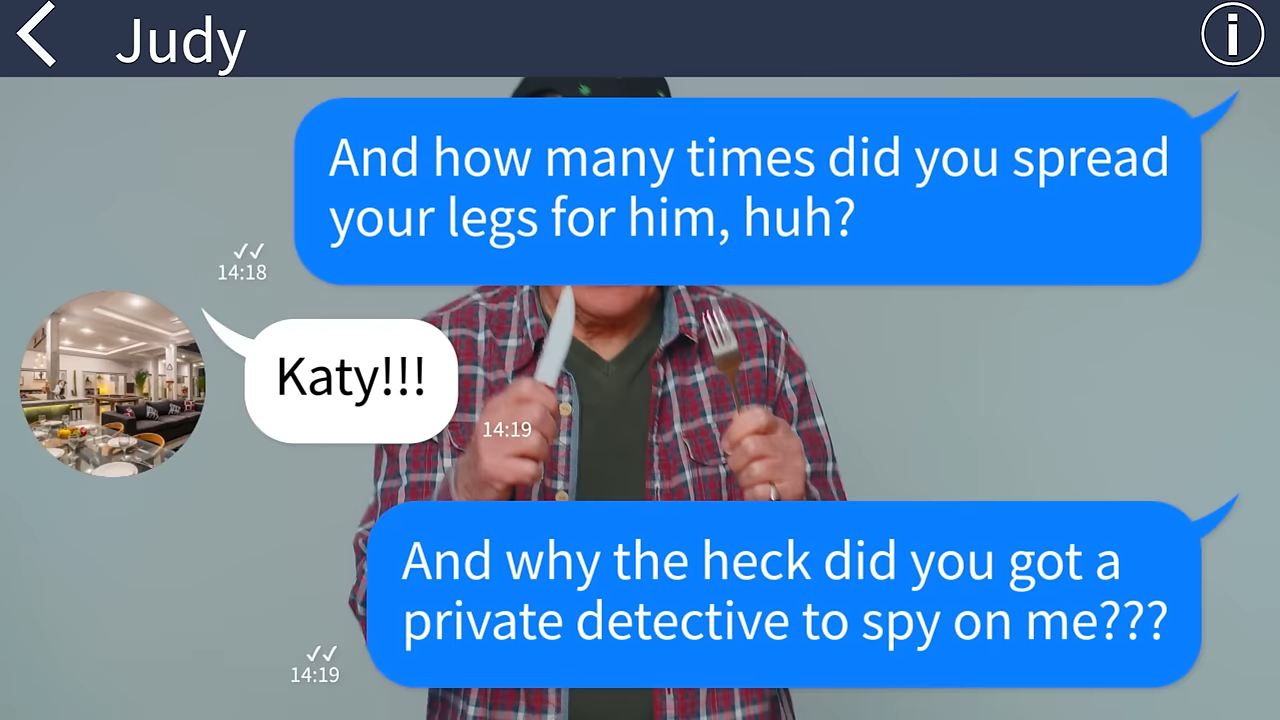 Judy
And how many times did you spread
your legs for him, huh?
14:18
Katy!!!
14:19
And why the heck did you got a
private detective to spy on me???
14:19